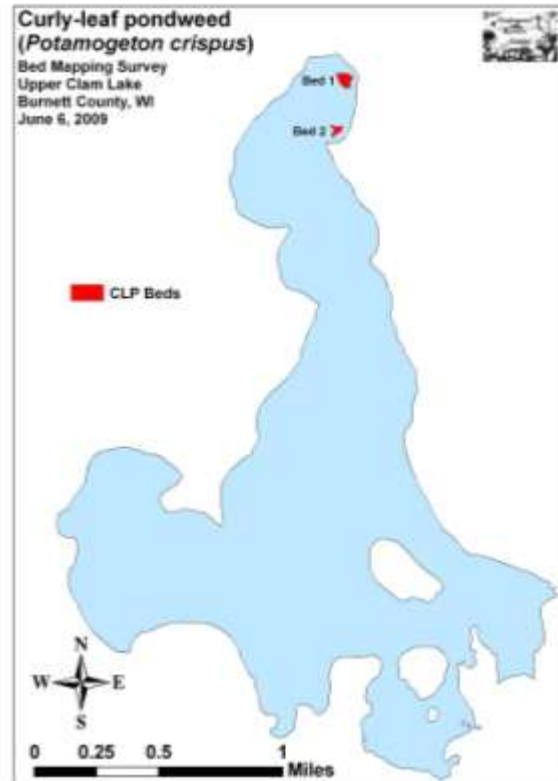 Curly-leaf pondweed
(Potamogeton crispus)
Bed Mapping Survey
Upper Clam Lake
Burnett County, WI
June 6, 2009
Bed 1
Bed 2
CLP Beds
N
W E
S
0 0.25 0.5 1
Miles